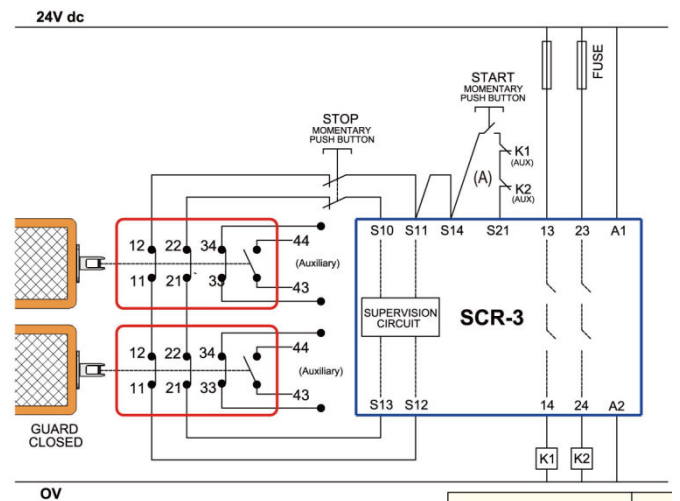 24V dc
START
MOMENTARY
PUSH BUTTON
FUSE
STOP
MOMENTARY
PUSH BUTTON
K1
(AUX)
(A)
K2
(AUX)
12 22 34 44
(Auxiliary)
11 21 33 43
12 22 34 44
(Auxiliary)
11 21 33 43
S10 S11 S14 S21 13 23 A1
SUPERVISION
CIRCUIT
SCR-3
S13 S12 14 24 A2
GUARD
CLOSED
K1 K2
OV